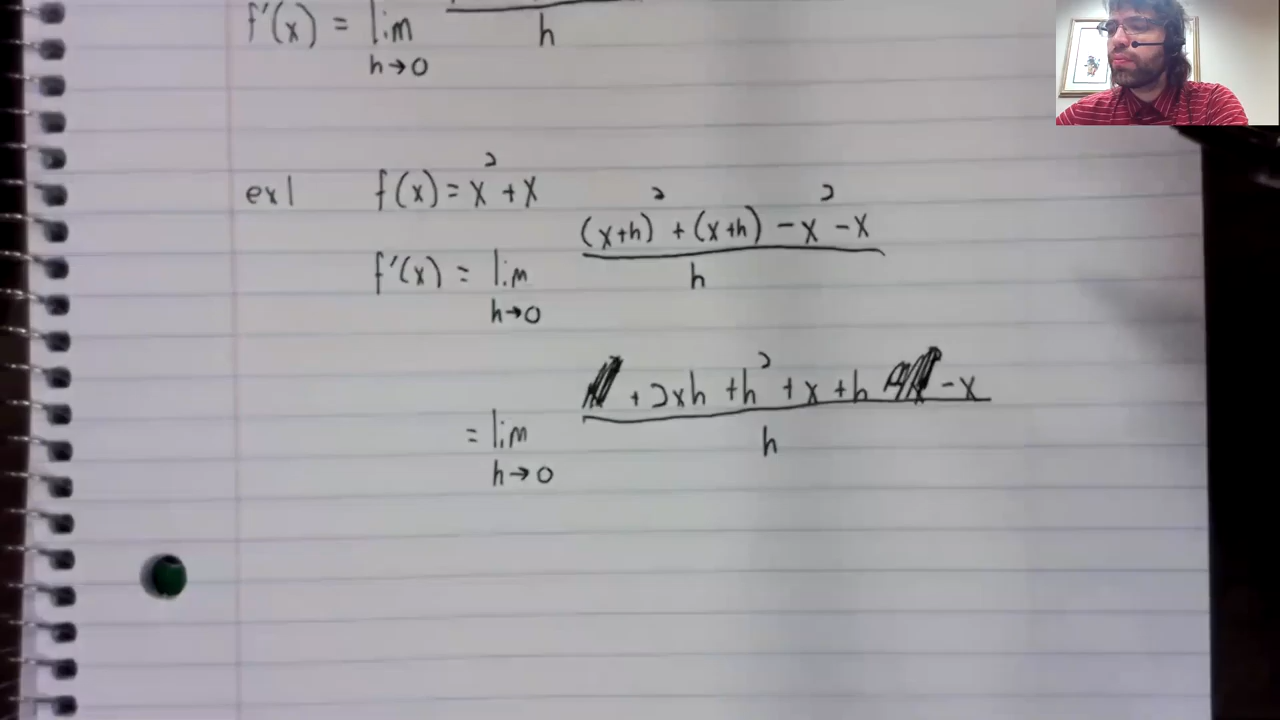 f'(x) = lim h
h→0
ex1 f(x) = x² + x
(x+h)² + (x+h) - x² - x
f'(x) = lim h
h→0
+ 2xh + h² + x + h - x
= lim h
h→0